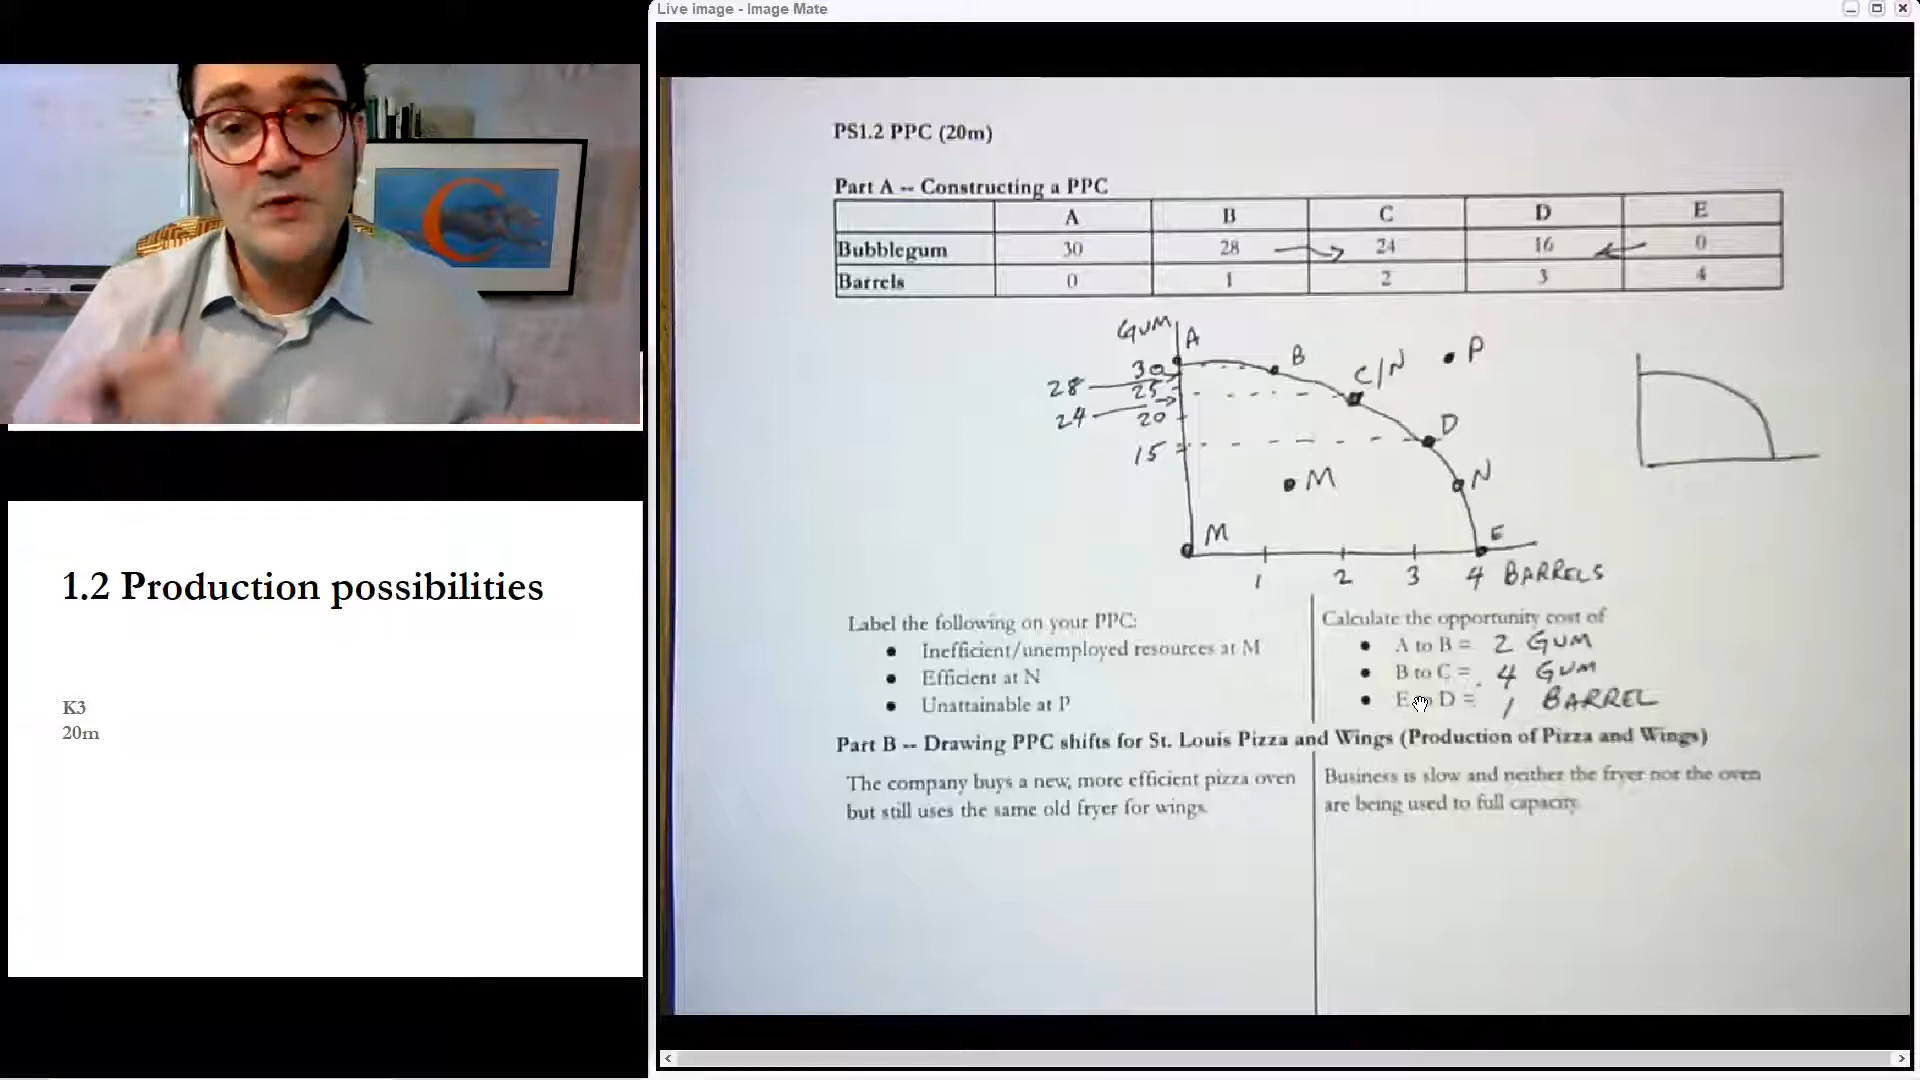 Live image - Image Mate
C
1.2 Production possibilities
K3
20m
PS1.2 PPC (20m)
Part A -- Constructing a PPC
A B C D E
Bubblegum 30 28 24 16 0
Barrels 0 1 2 3 4
GUM
A
30
28
25
24
20
15
B
C/N
P
D
M
N
M
E
1 2 3 4 BARRELS
Label the following on your PPC:
• Inefficient/unemployed resources at M
• Efficient at N
• Unattainable at P
Calculate the opportunity cost of
• A to B = 2 GUM
• B to C = 4 GUM
• E D = 1 BARREL
Part B -- Drawing PPC shifts for St. Louis Pizza and Wings (Production of Pizza and Wings)
The company buys a new, more efficient pizza oven
but still uses the same old fryer for wings.
Business is slow and neither the fryer nor the oven
are being used to full capacity.